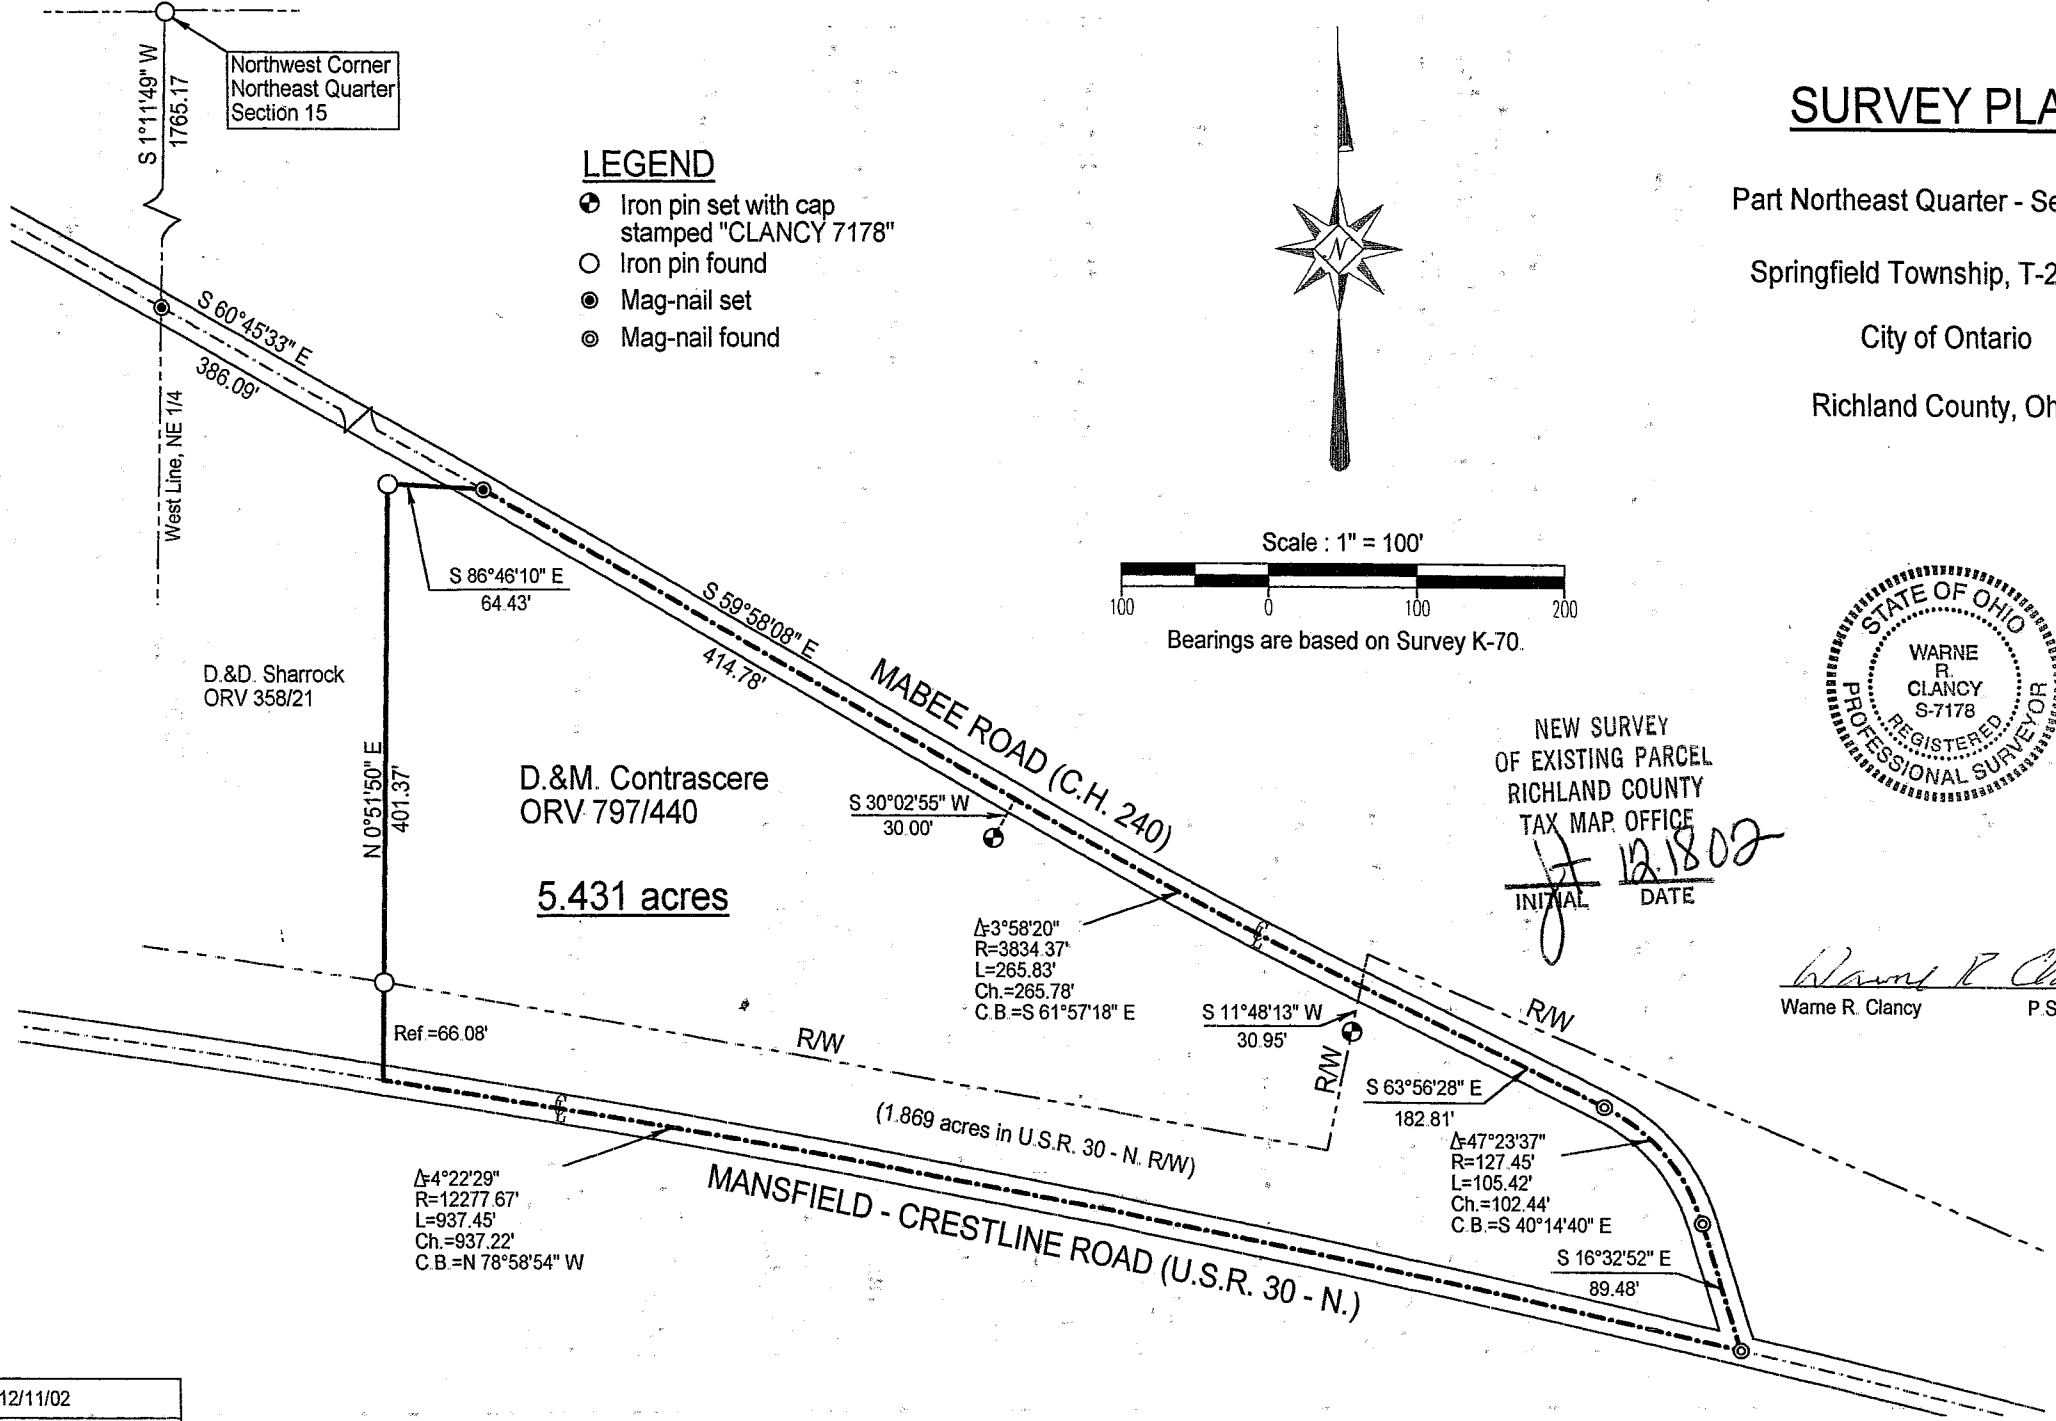 Northwest Corner
Northeast Quarter
Section 15
S 1°11'49" W
1765.17
LEGEND
Iron pin set with cap
stamped "CLANCY 7178"
Iron pin found
Mag-nail set
Mag-nail found
N
SURVEY PLA
Part Northeast Quarter - Se
Springfield Township, T-2
City of Ontario
Richland County, Oh
S 60°45'33" E
386.09'
West Line, NE 1/4
S 86°46'10" E
64.43'
Scale : 1" = 100'
100 0 100 200
Bearings are based on Survey K-70.
S 59°58'08" E
414.78'
MABEE ROAD (C.H. 240)
D.&D. Sharrock
ORV 358/21
N 0°51'50" E
401.37'
D.&M. Contrascere
ORV 797/440
5.431 acres
S 30°02'55" W
30.00'
STATE OF OHIO
WARNE
R.
CLANCY
S-7178
REGISTERED
PROFESSIONAL SURVEYOR
NEW SURVEY
OF EXISTING PARCEL
RICHLAND COUNTY
TAX MAP OFFICE
12.18 02
INITIAL DATE
Δ=3°58'20"
R=3834.37'
L=265.83'
Ch.=265.78'
C.B.=S 61°57'18" E
S 11°48'13" W
30.95'
R/W
R/W
R/W
Warne R Cla
Warne R. Clancy P.S
Ref.=66.08'
S 63°56'28" E
182.81'
(1.869 acres in U.S.R. 30 - N. R/W)
Δ=47°23'37"
R=127.45'
L=105.42'
Ch.=102.44'
C.B.=S 40°14'40" E
Δ=4°22'29"
R=12277.67'
L=937.45'
Ch.=937.22'
C.B.=N 78°58'54" W
MANSFIELD - CRESTLINE ROAD (U.S.R. 30 - N.)
S 16°32'52" E
89.48'
12/11/02